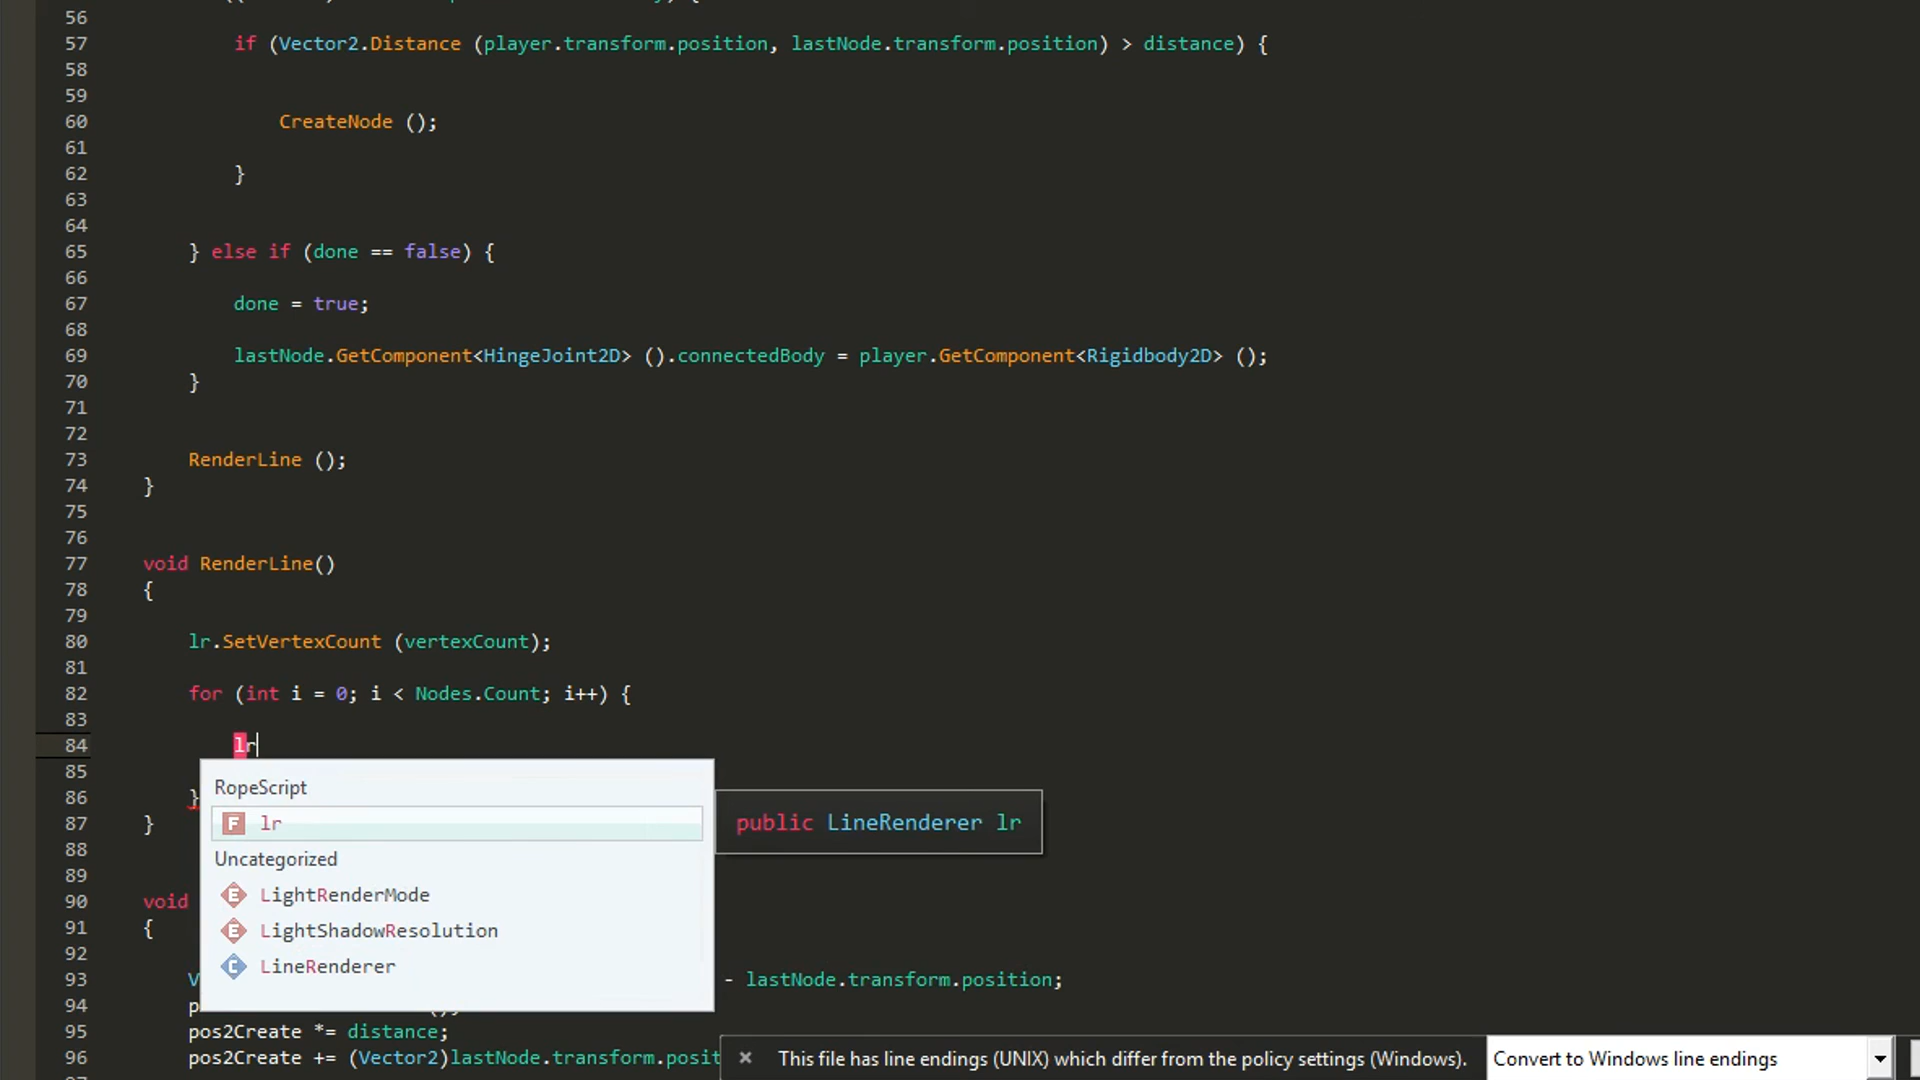 56
57 if (Vector2.Distance (player.transform.position, lastNode.transform.position) > distance) {
58
59
60 CreateNode ();
61
62 }
63
64
65 } else if (done == false) {
66
67 done = true;
68
69 lastNode.GetComponent<HingeJoint2D> ().connectedBody = player.GetComponent<Rigidbody2D> ();
70 }
71
72
73 RenderLine ();
74 }
75
76
77 void RenderLine()
78 {
79
80 lr.SetVertexCount (vertexCount);
81
82 for (int i = 0; i < Nodes.Count; i++) {
83
84 lr
85
86 }
87 }
88
89
90 void
91 {
92
93 V - lastNode.transform.position;
94 p
95 pos2Create *= distance;
96 pos2Create += (Vector2)lastNode.transform.posit
RopeScript
F lr
Uncategorized
E LightRenderMode
E LightShadowResolution
C LineRenderer
public LineRenderer lr
This file has line endings (UNIX) which differ from the policy settings (Windows).
Convert to Windows line endings